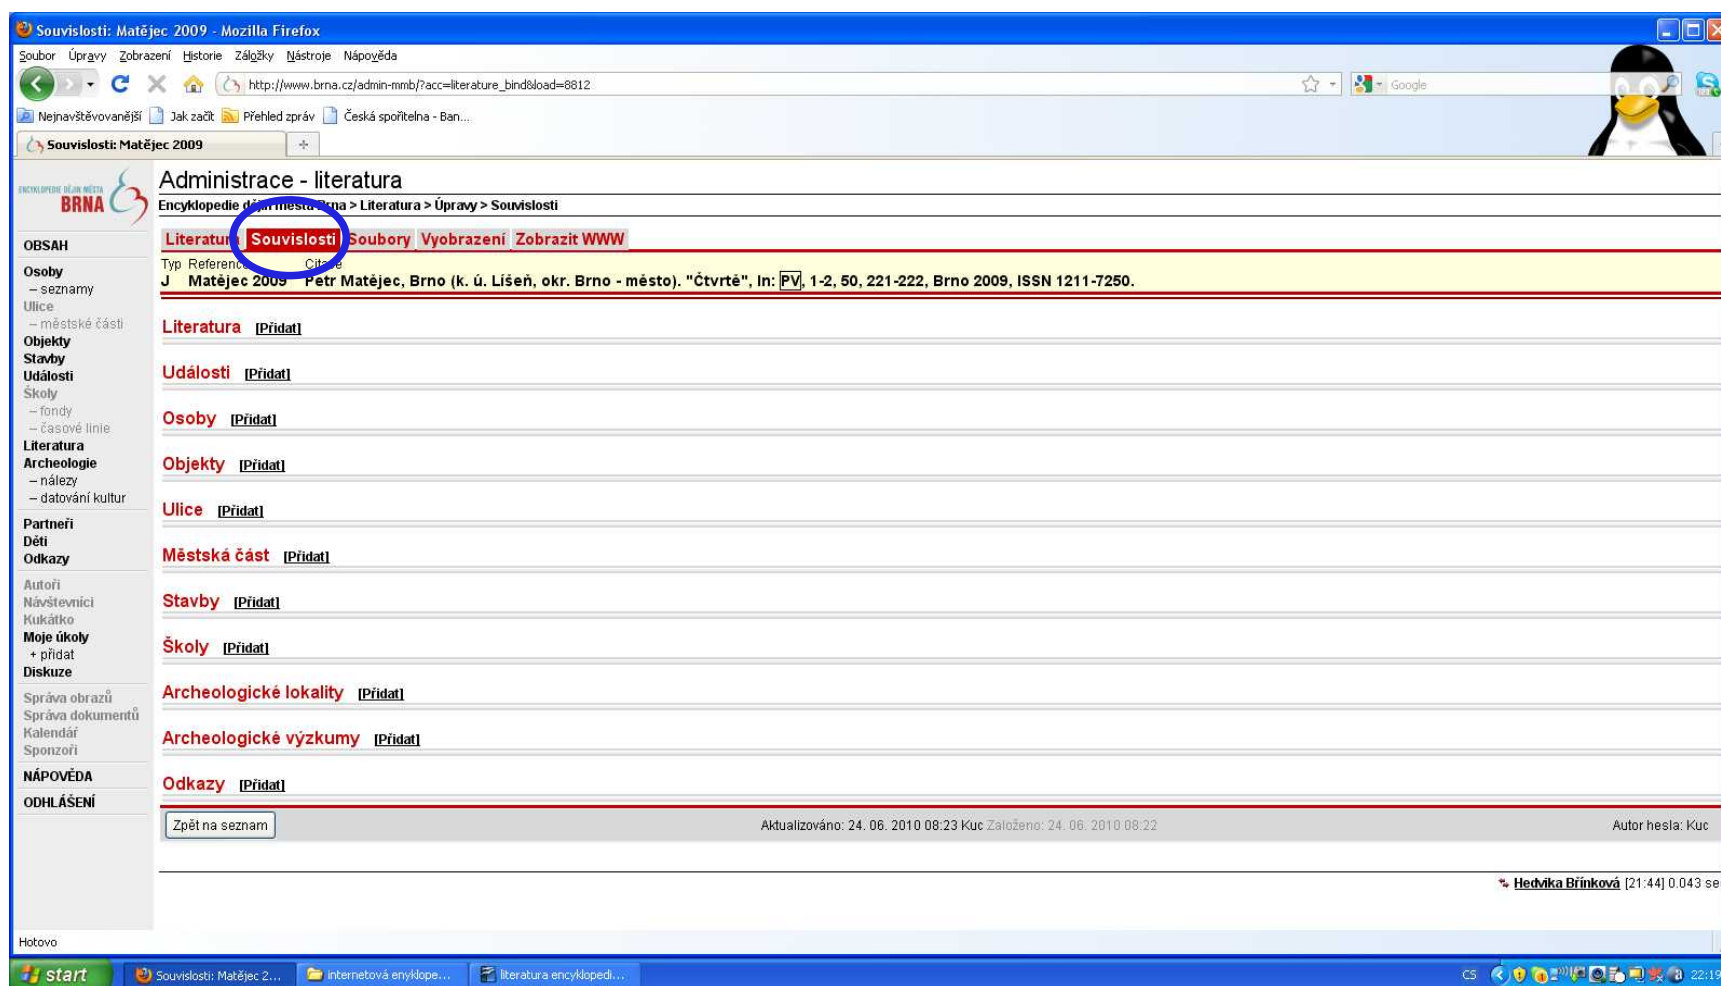 Souvislosti: Matějec 2009 - Mozilla Firefox
Soubor Úpravy Zobrazení Historie Záložky Nástroje Nápověda
http://www.brna.cz/admin-mmb/?acc=literature_bind&load=8812
Google
Nejnavštěvovanější Jak začít Přehled zpráv Česká spořitelna - Ban...
Souvislosti: Matějec 2009
ENCYKLOPEDIE DĚJIN MĚSTA
BRNA
Administrace - literatura
Encyklopedie dějin města Brna > Literatura > Úpravy > Souvislosti
Literatura Souvislosti Soubory Vyobrazení Zobrazit WWW
Typ Reference Citace
J Matějec 2009 Petr Matějec, Brno (k. ú. Líšeň, okr. Brno - město). "Čtvrtě", In: PV, 1-2, 50, 221-222, Brno 2009, ISSN 1211-7250.
OBSAH
Osoby
– seznamy
Ulice
– městské části
Objekty
Stavby
Události
Školy
– fondy
– časové linie
Literatura
Archeologie
– nálezy
– datování kultur
Partneři
Děti
Odkazy
Autoři
Návštevníci
Kukátko
Moje úkoly
+ přidat
Diskuze
Správa obrazů
Správa dokumentů
Kalendář
Sponzoři
NÁPOVĚDA
ODHLÁŠENÍ
Literatura [Přidat]
Události [Přidat]
Osoby [Přidat]
Objekty [Přidat]
Ulice [Přidat]
Městská část [Přidat]
Stavby [Přidat]
Školy [Přidat]
Archeologické lokality [Přidat]
Archeologické výzkumy [Přidat]
Odkazy [Přidat]
Zpět na seznam Aktualizováno: 24. 06. 2010 08:23 Kuc Založeno: 24. 06. 2010 08:22 Autor hesla: Kuc
Hedvika Břínková [21:44] 0.043 se
Hotovo
start Souvislosti: Matějec 2... internetová enyklope... literatura encyklopedi... CS 22:19